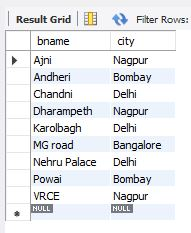 Result Grid Filter Rows:
bname city
Ajni Nagpur
Andheri Bombay
Chandni Delhi
Dharampeth Nagpur
Karolbagh Delhi
MG road Bangalore
Nehru Palace Delhi
Powai Bombay
VRCE Nagpur
NULL NULL